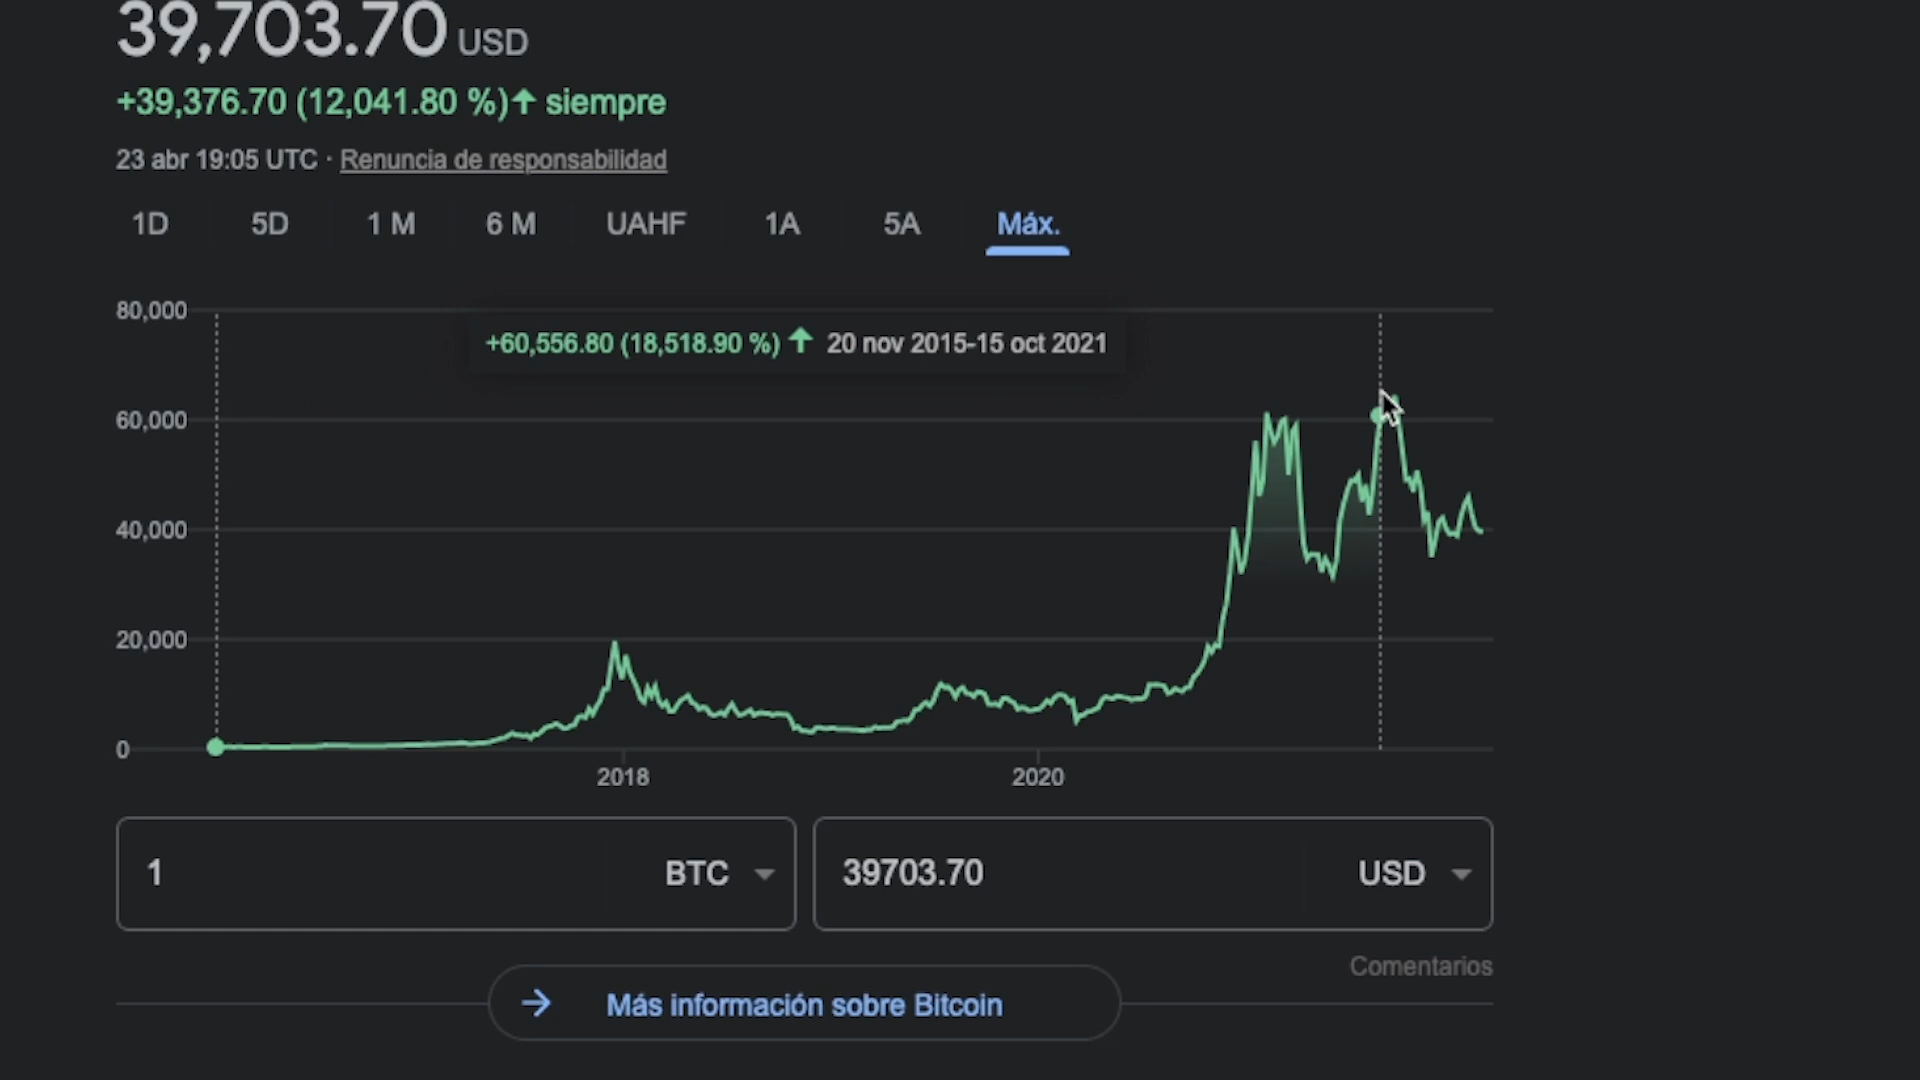 39,703.70 USD
+39,376.70 (12,041.80 %)↑ siempre
23 abr 19:05 UTC · Renuncia de responsabilidad
1D 5D 1 M 6 M UAHF 1A 5A Máx.
80,000
+60,556.80 (18,518.90 %) ↑ 20 nov 2015-15 oct 2021
60,000
40,000
20,000
0
2018 2020
1 BTC 39703.70 USD
Comentarios
→ Más información sobre Bitcoin